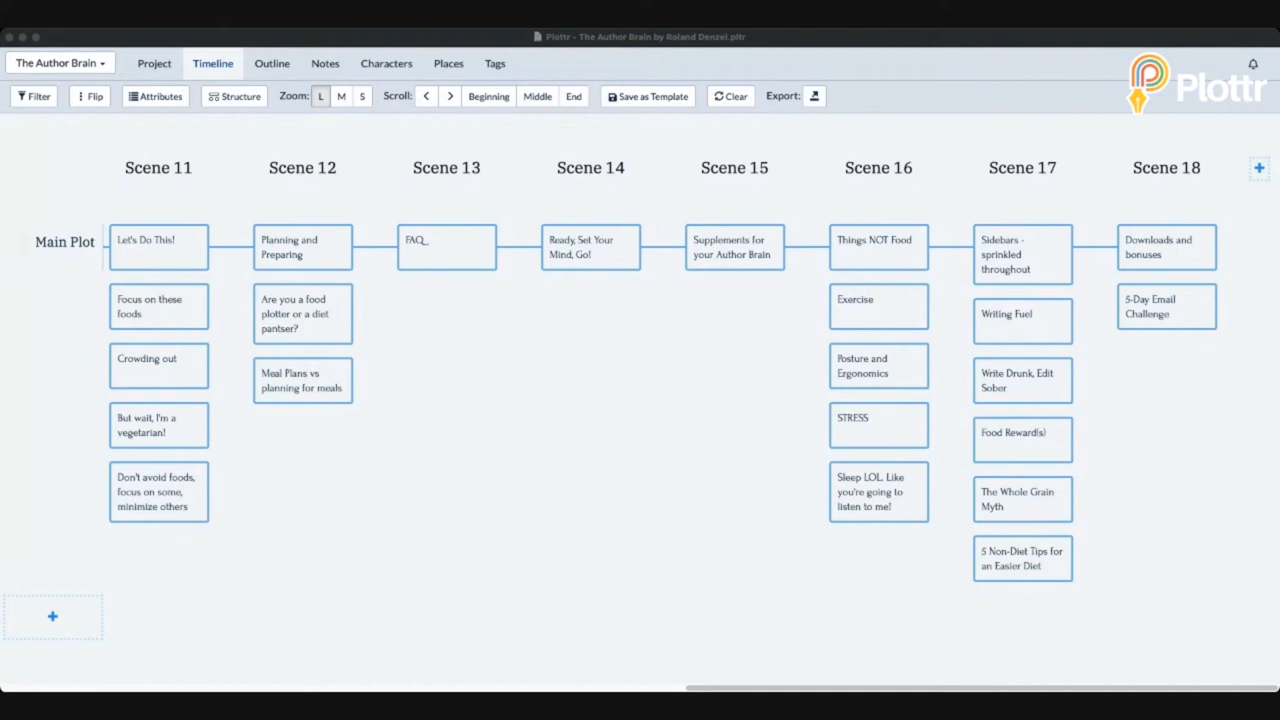 Plottr - The Author Brain by Roland Denzel.pltr
The Author Brain
Project
Timeline
Outline
Notes
Characters
Places
Tags
Plottr
Filter
Flip
Attributes
Structure
Zoom:
L
M
S
Scroll:
Beginning
Middle
End
Save as Template
Clear
Export:
Scene 11
Scene 12
Scene 13
Scene 14
Scene 15
Scene 16
Scene 17
Scene 18
Main Plot
Let's Do This!
Focus on these
foods
Crowding out
But wait, I'm a
vegetarian!
Don't avoid foods,
focus on some,
minimize others
Planning and
Preparing
Are you a food
plotter or a diet
pantser?
Meal Plans vs
planning for meals
FAQ...
Ready, Set Your
Mind, Go!
Supplements for
your Author Brain
Things NOT Food
Exercise
Posture and
Ergonomics
STRESS
Sleep LOL. Like
you're going to
listen to me!
Sidebars -
sprinkled
throughout
Writing Fuel
Write Drunk, Edit
Sober
Food Reward(s)
The Whole Grain
Myth
5 Non-Diet Tips for
an Easier Diet
Downloads and
bonuses
5-Day Email
Challenge